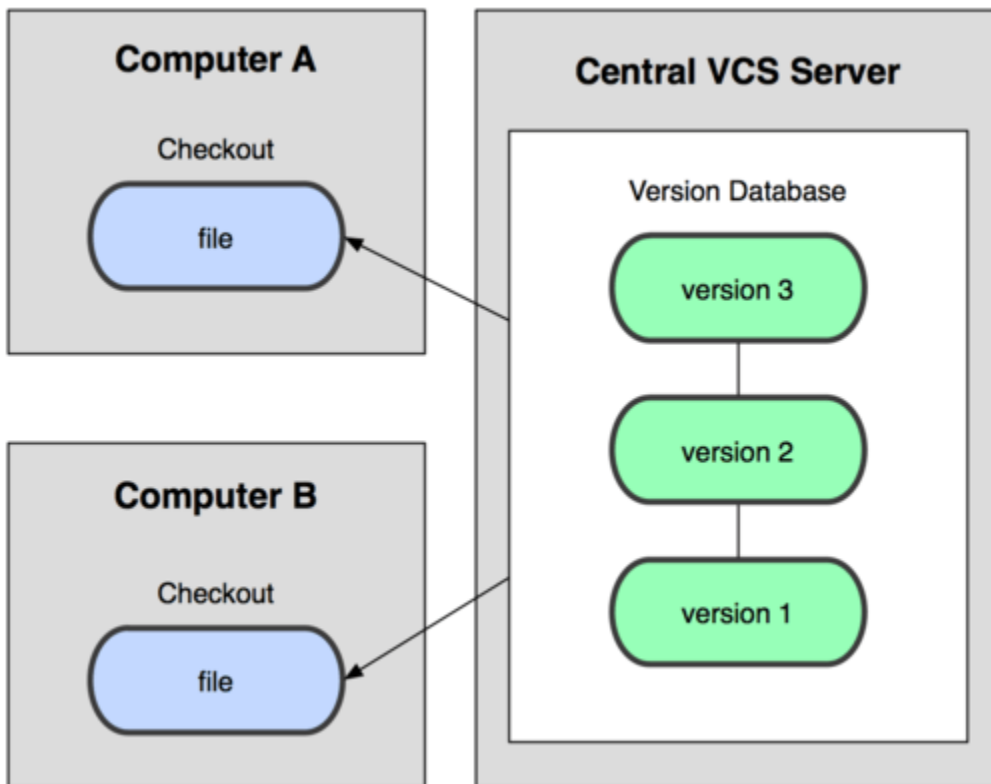 Computer A
Checkout
file
Central VCS Server
Version Database
version 3
version 2
version 1
Computer B
Checkout
file